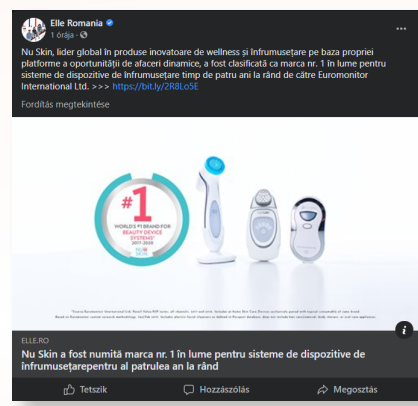 Elle Romania
1 órája ·
Nu Skin, lider global în produse inovatoare de wellness și înfrumusețare pe baza propriei
platforme a oportunității de afaceri dinamice, a fost clasificată ca marca nr. 1 în lume pentru
sisteme de dispozitive de înfrumusețare timp de patru ani la rând de către Euromonitor
International Ltd. >>> https://bit.ly/2R8Lo5E
Fordítás megtekintése
#1
WORLD'S #1 BRAND FOR
BEAUTY DEVICE
SYSTEMS*
2017-2020
NU
SKIN
ELLE.RO
Nu Skin a fost numită marca nr. 1 în lume pentru sisteme de dispozitive de
înfrumusețarepentru al patrulea an la rând
Tetszik
Hozzászólás
Megosztás